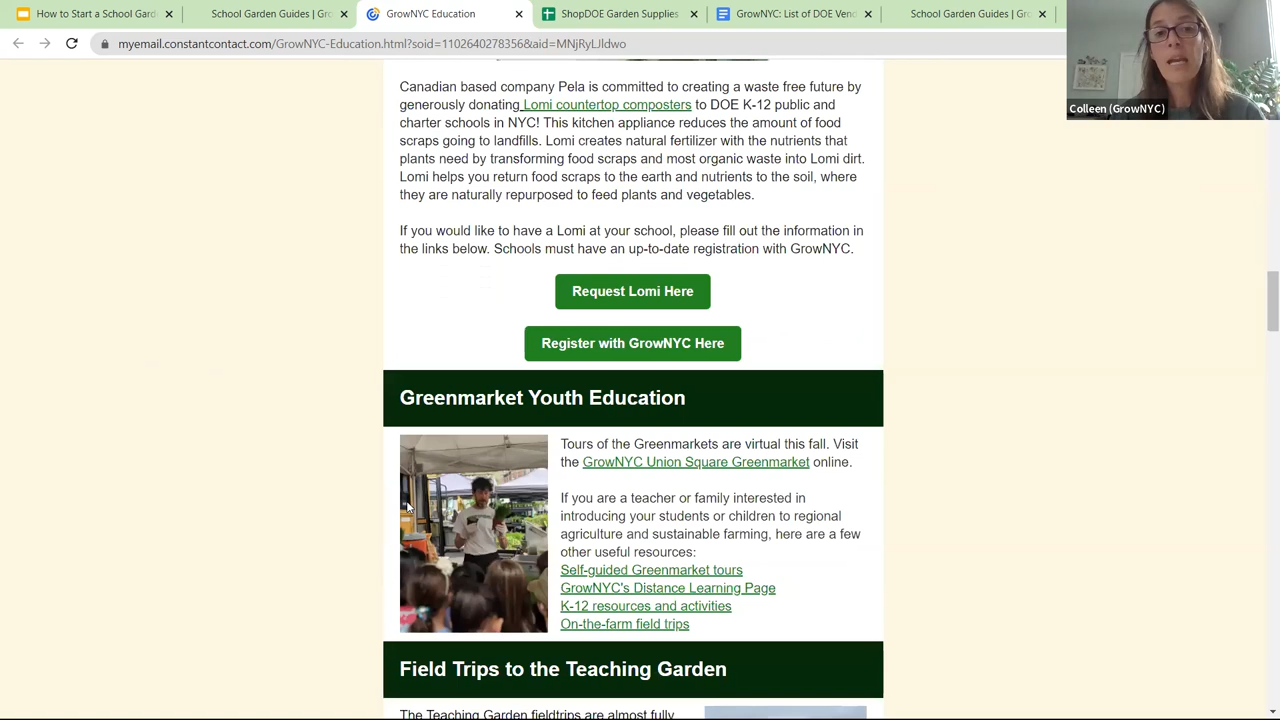 How to Start a School Gard
School Garden Guides | Gro
GrowNYC Education
ShopDOE Garden Supplies
GrowNYC: List of DOE Vend
School Garden Guides | Gro
myemail.constantcontact.com/GrowNYC-Education.html?soid=1102640278356&aid=MNjRyLJldwo
Colleen (GrowNYC)
Canadian based company Pela is committed to creating a waste free future by
generously donating Lomi countertop composters to DOE K-12 public and
charter schools in NYC! This kitchen appliance reduces the amount of food
scraps going to landfills. Lomi creates natural fertilizer with the nutrients that
plants need by transforming food scraps and most organic waste into Lomi dirt.
Lomi helps you return food scraps to the earth and nutrients to the soil, where
they are naturally repurposed to feed plants and vegetables.
If you would like to have a Lomi at your school, please fill out the information in
the links below. Schools must have an up-to-date registration with GrowNYC.
Request Lomi Here
Register with GrowNYC Here
Greenmarket Youth Education
Tours of the Greenmarkets are virtual this fall. Visit
the GrowNYC Union Square Greenmarket online.
If you are a teacher or family interested in
introducing your students or children to regional
agriculture and sustainable farming, here are a few
other useful resources:
Self-guided Greenmarket tours
GrowNYC's Distance Learning Page
K-12 resources and activities
On-the-farm field trips
Field Trips to the Teaching Garden
The Teaching Garden fieldtrips are almost fully